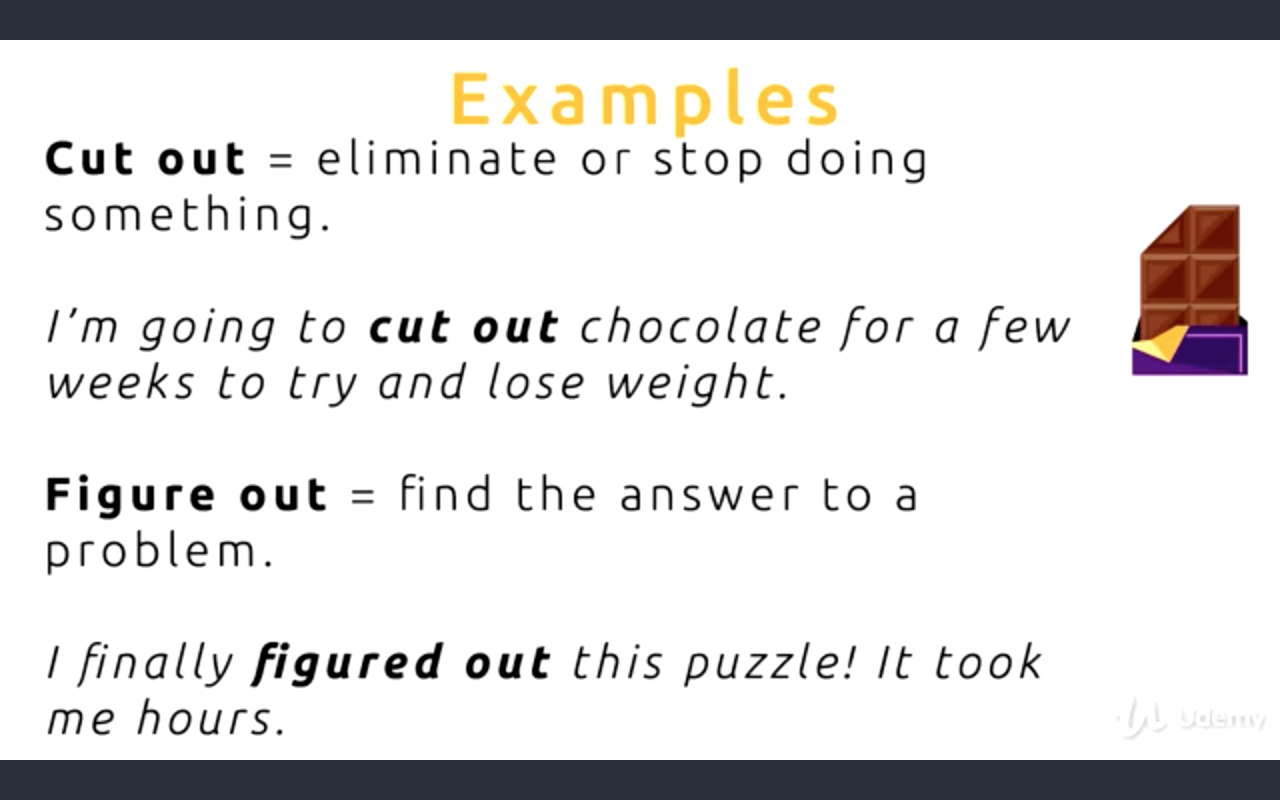 Examples
Cut out = eliminate or stop doing
something.
I’m going to cut out chocolate for a few
weeks to try and lose weight.
Figure out = find the answer to a
problem.
I finally figured out this puzzle! It took
me hours.
Udemy